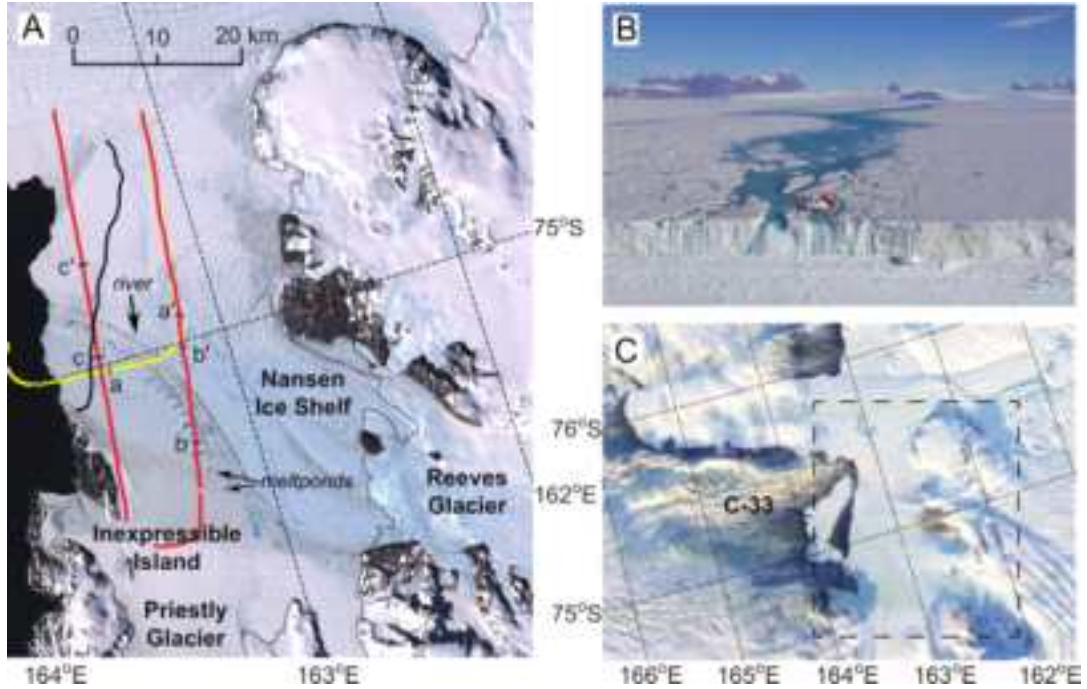 A
0 10 20 km
75°S
c'
river
a'
c
b'
a
Nansen
Ice Shelf
b
meltponds
Reeves
Glacier
Inexpressible
Island
Priestly
Glacier
164°E
163°E
162°E
B
C
76°S
C-33
75°S
166°E 165°E 164°E 163°E 162°E